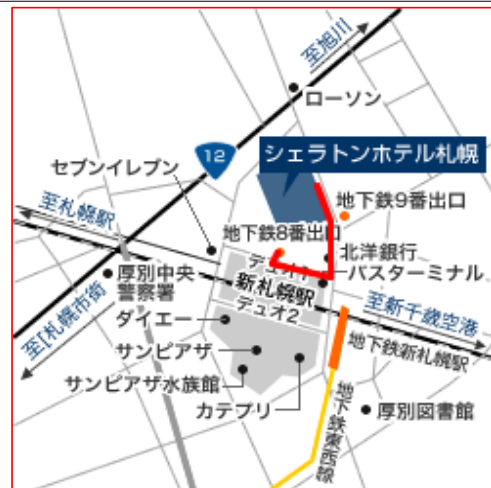 至旭川
ローソン
12
シェラトンホテル札幌
セブンイレブン
至札幌駅
地下鉄9番出口
地下鉄8番出口
北洋銀行
デュオ1
バスターミナル
厚別中央
警察署
新札幌駅
デュオ2
至新千歳空港
至[札幌市街
ダイエー
地下鉄新札幌駅
サンピアザ
サンピアザ水族館
カテプリ
地下鉄東西線
厚別図書館